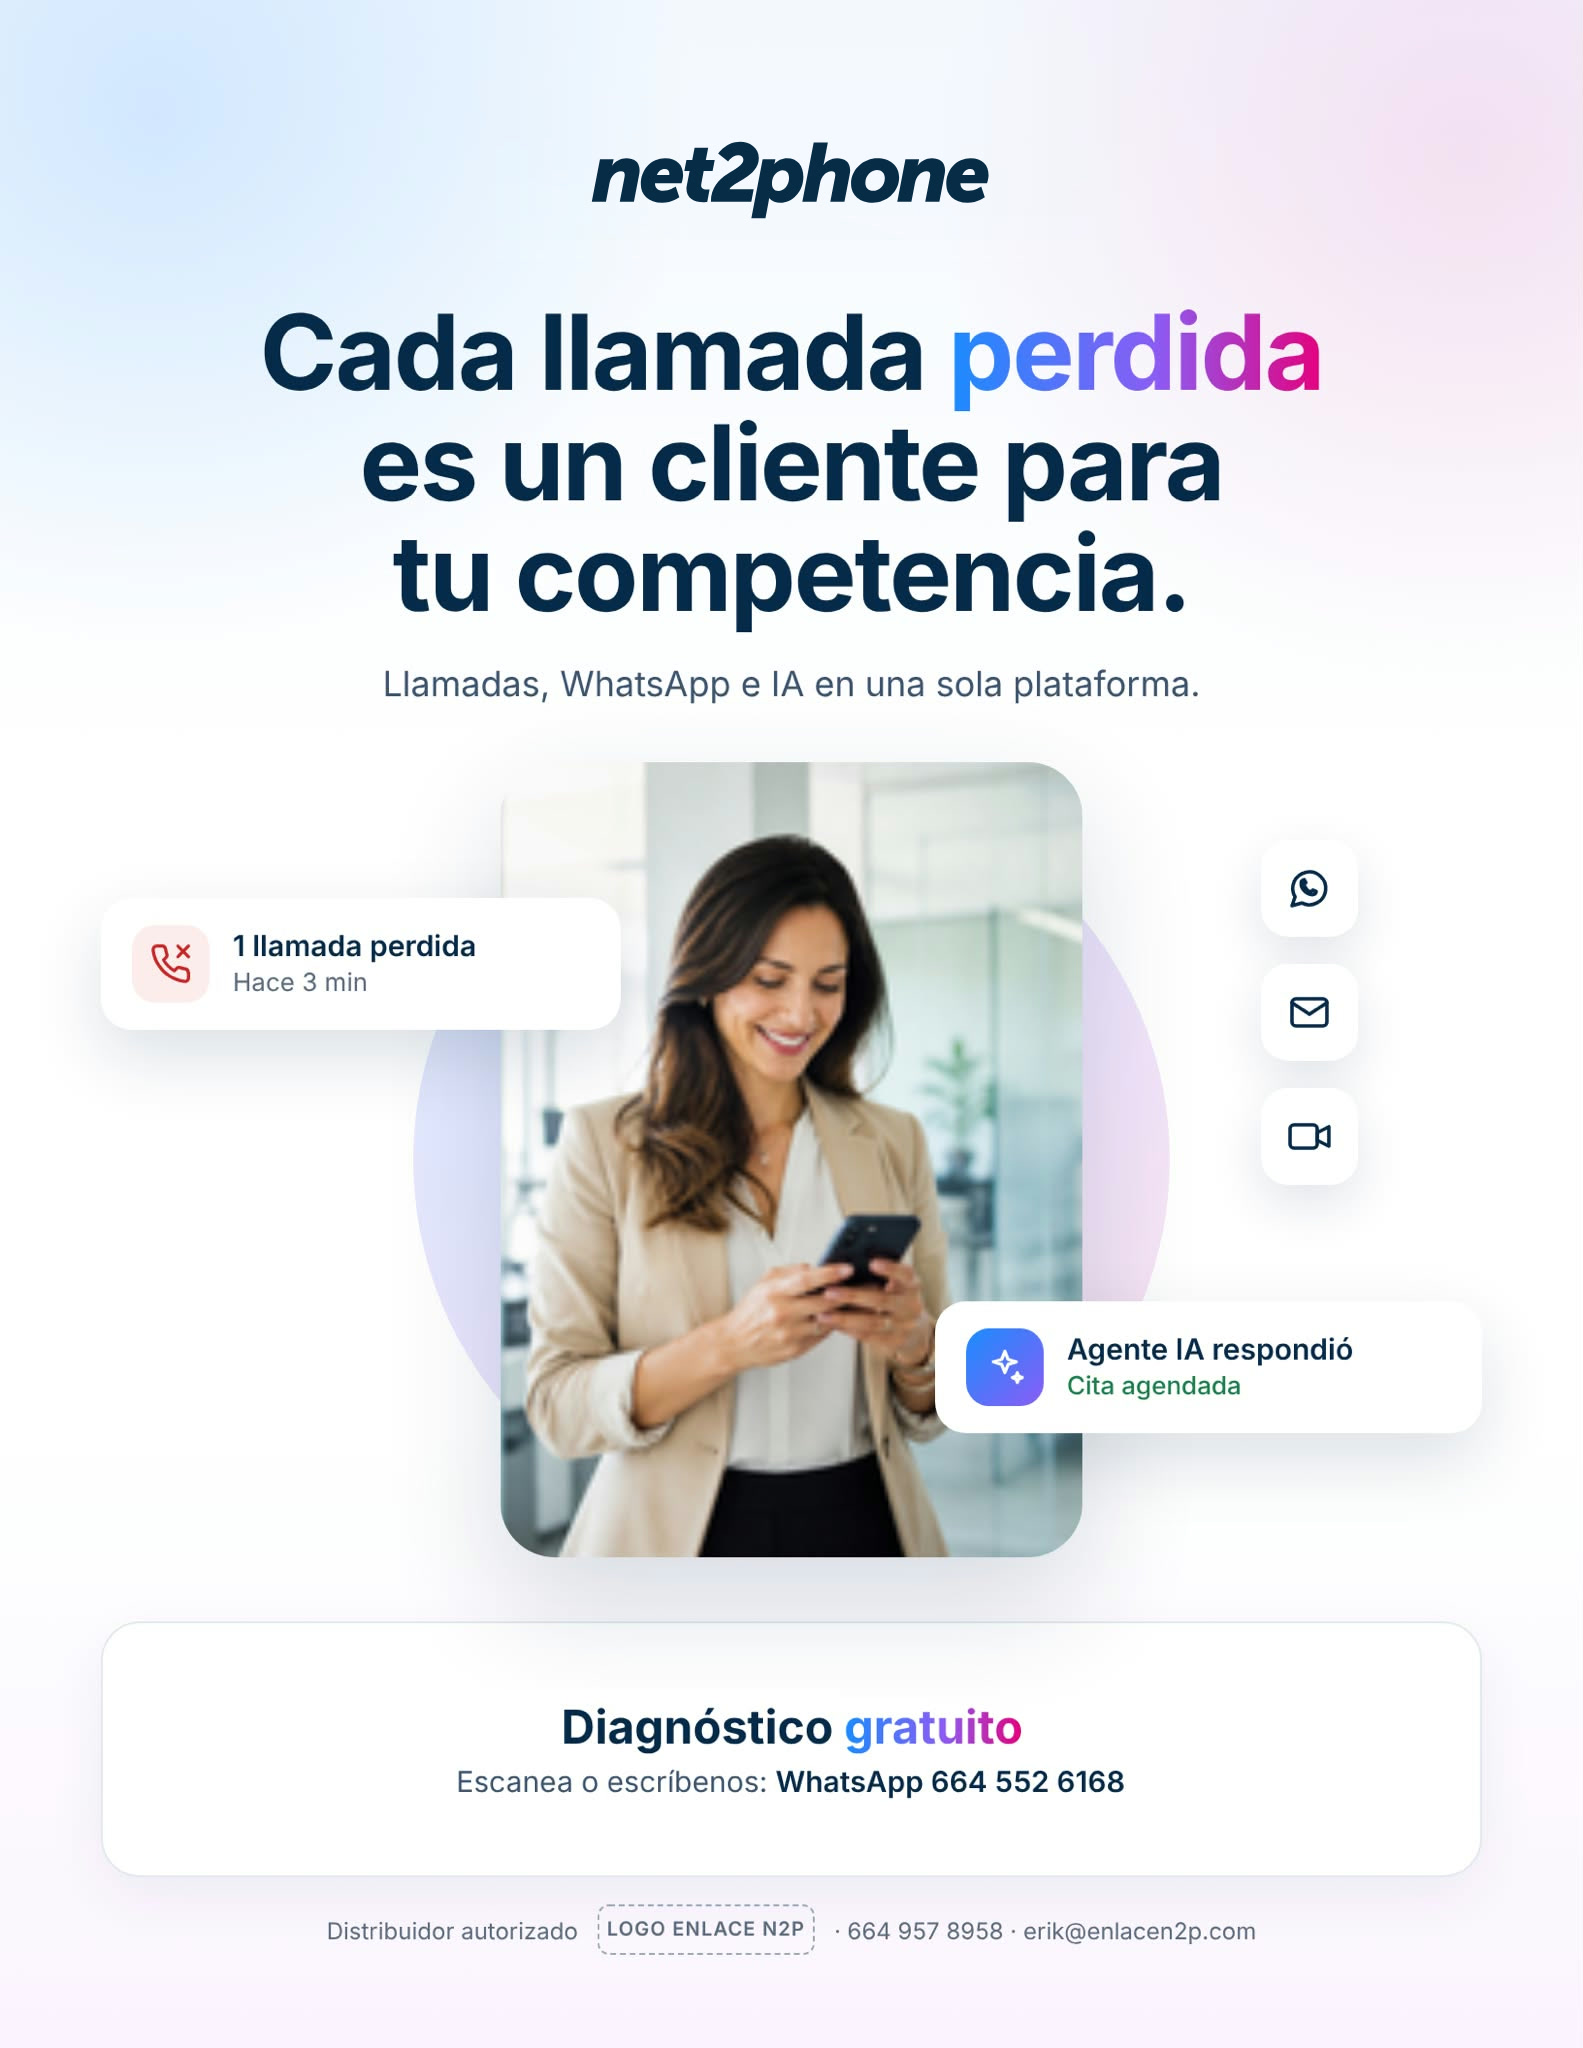 net2phone
Cada llamada perdida
es un cliente para
tu competencia.
Llamadas, WhatsApp e IA en una sola plataforma.
1 llamada perdida
Hace 3 min
Agente IA respondió
Cita agendada
Diagnóstico gratuito
Escanea o escríbenos: WhatsApp 664 552 6168
Distribuidor autorizado LOGO ENLACE N2P · 664 957 8958 · erik@enlacen2p.com